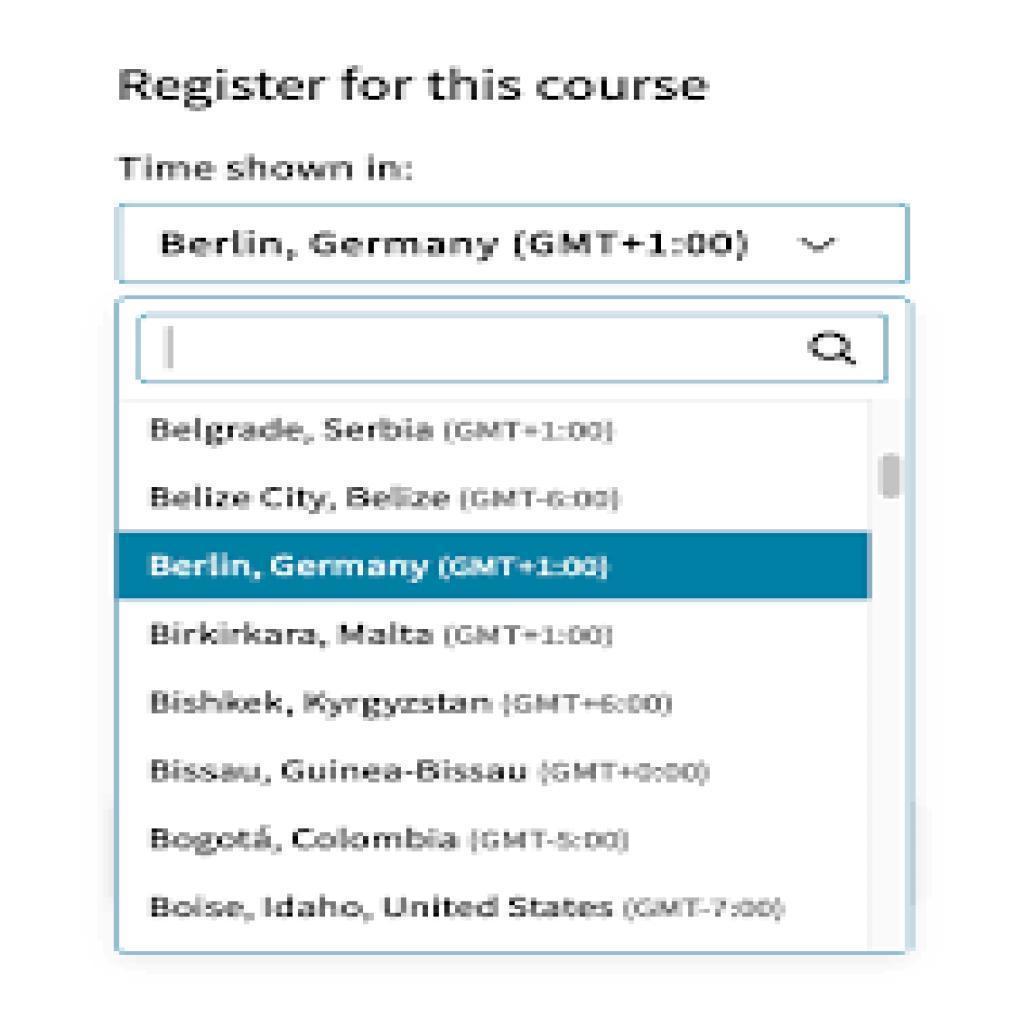 Register for this course
Time shown in:
Berlin, Germany (GMT+1:00)
Belgrade, Serbia (GMT+1:00)
Belize City, Belize (GMT-6:00)
Berlin, Germany (GMT+1:00)
Birkirkara, Malta (GMT+1:00)
Bishkek, Kyrgyzstan (GMT+6:00)
Bissau, Guinea-Bissau (GMT+0:00)
Bogotá, Colombia (GMT-5:00)
Boise, Idaho, United States (GMT-7:00)